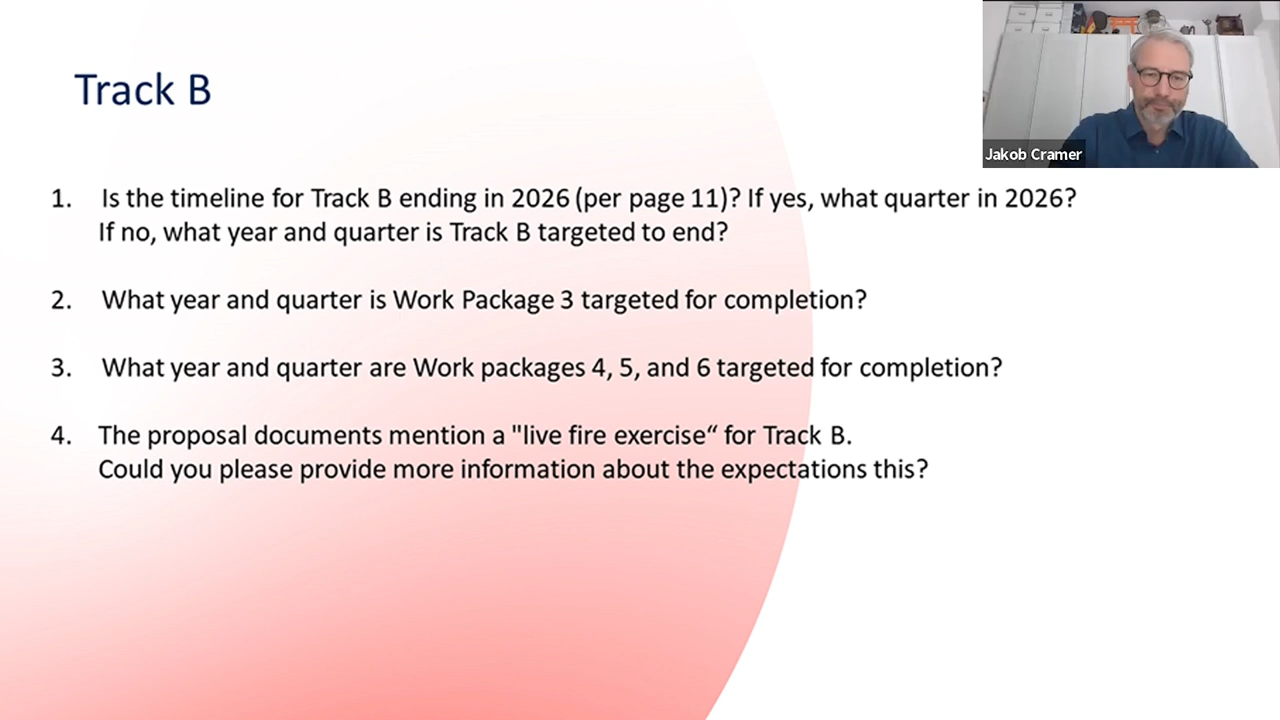 Track B
Jakob Cramer
1. Is the timeline for Track B ending in 2026 (per page 11)? If yes, what quarter in 2026?
If no, what year and quarter is Track B targeted to end?
2. What year and quarter is Work Package 3 targeted for completion?
3. What year and quarter are Work packages 4, 5, and 6 targeted for completion?
4. The proposal documents mention a "live fire exercise“ for Track B.
Could you please provide more information about the expectations this?